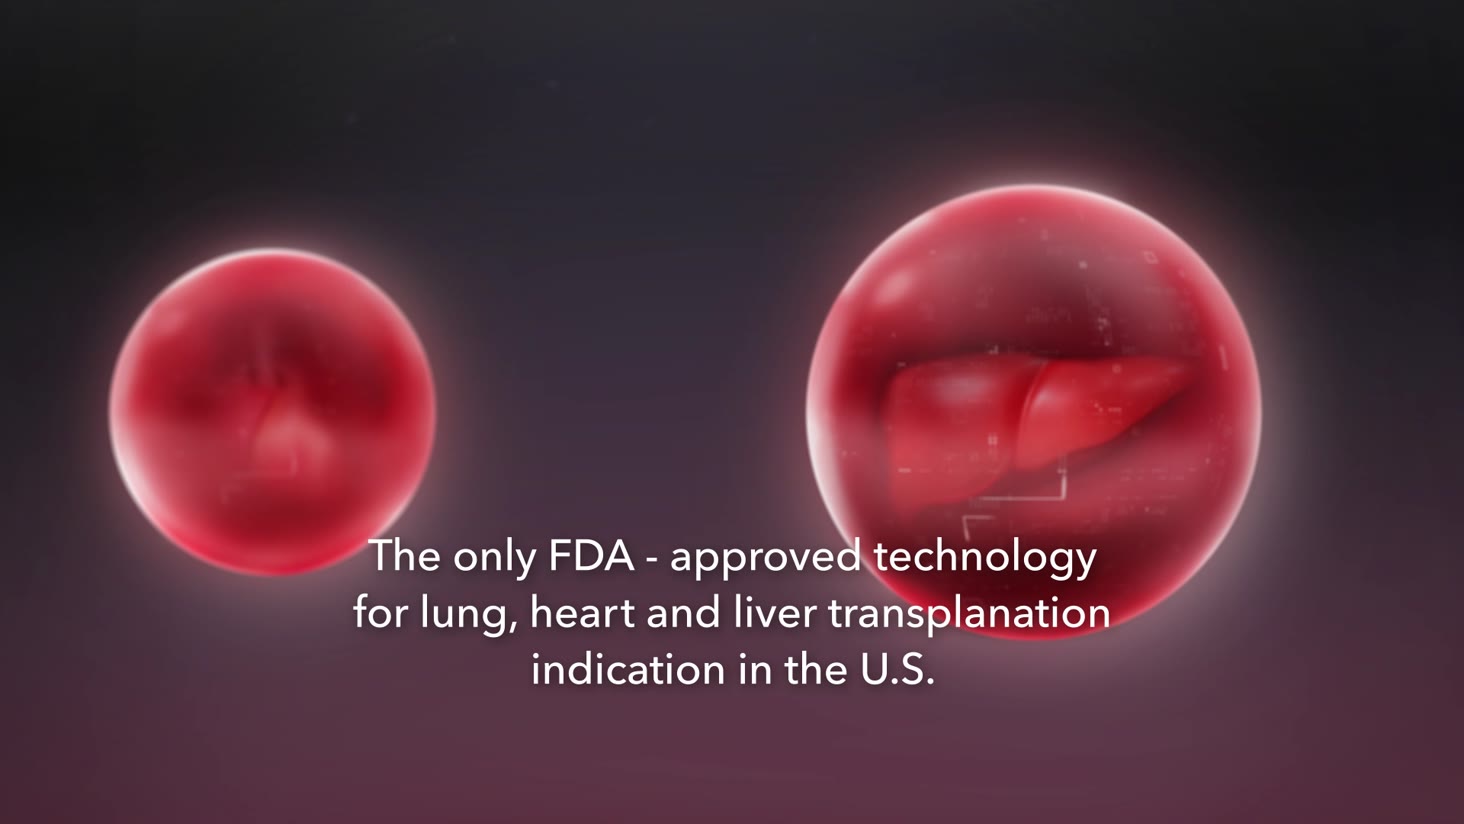 The only FDA - approved technology
for lung, heart and liver transplanation
indication in the U.S.